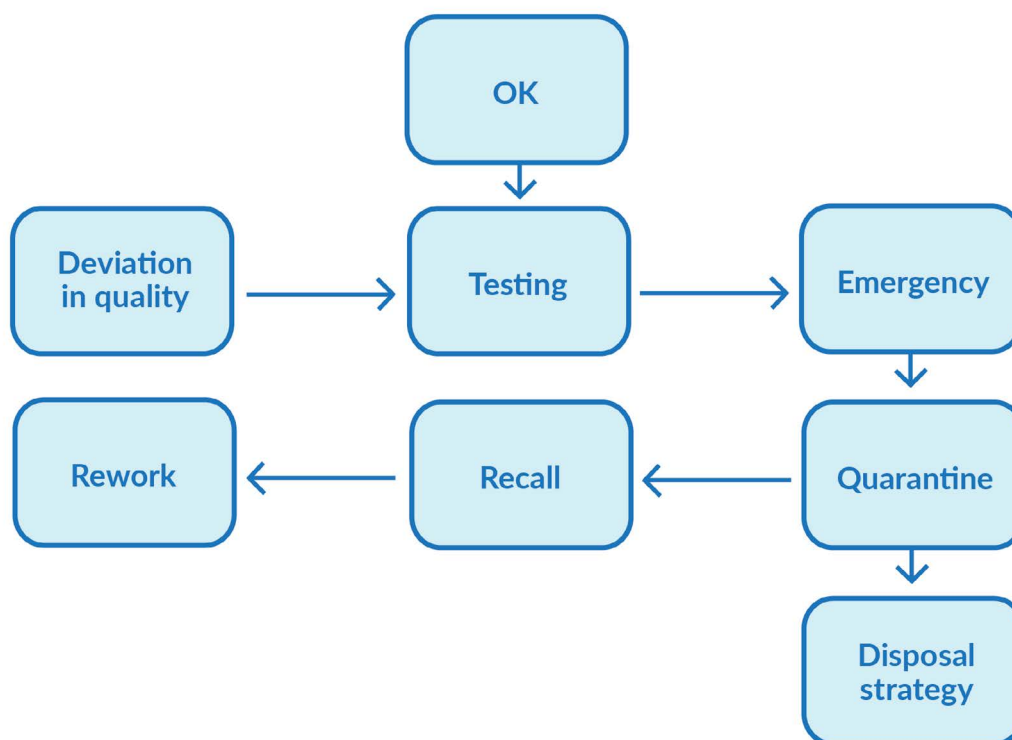 OK
Deviation
in quality
Testing
Emergency
Rework
Recall
Quarantine
Disposal
strategy